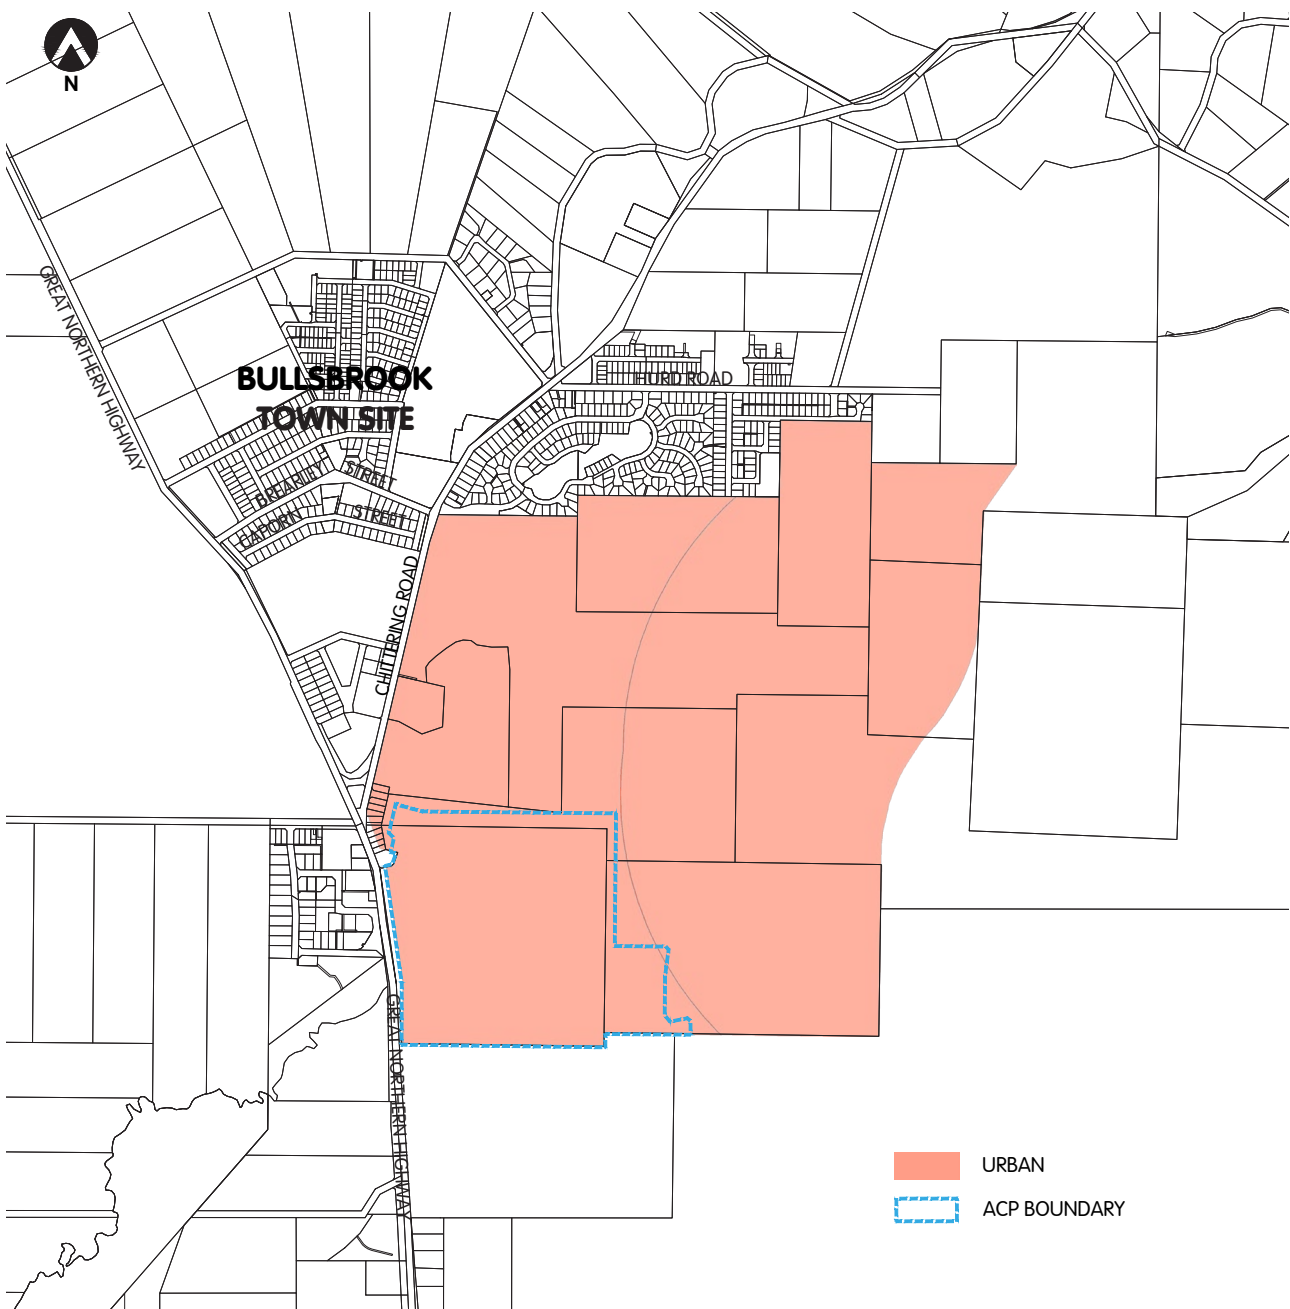 N
GREAT NORTHERN HIGHWAY
BULLSBROOK
TOWN SITE
HURD ROAD
BREARLEY STREET
CAPORN STREET
CHITTERING ROAD
GREAT NORTHERN HIGHWAY
URBAN
ACP BOUNDARY